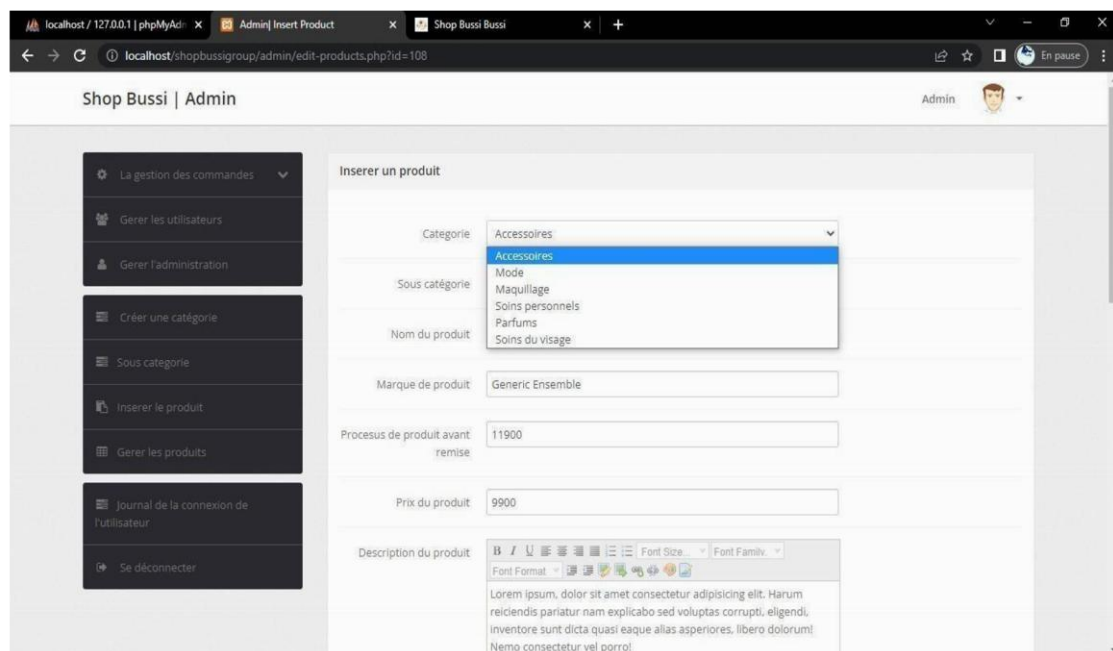 localhost / 127.0.0.1 | phpMyAdn
Admin| Insert Product
Shop Bussi Bussi
localhost/shopbussigroup/admin/edit-products.php?id=108
En pause
Shop Bussi | Admin
Admin
La gestion des commandes
Gerer les utilisateurs
Gerer l'administration
Créer une catégorie
Sous categorie
Inserer le produit
Gerer les produits
Journal de la connexion de
l'utilisateur
Se déconnecter
Inserer un produit
Categorie
Accessoires
Accessoires
Mode
Maquillage
Soins personnels
Parfums
Soins du visage
Sous catégorie
Nom du produit
Marque de produit
Generic Ensemble
Procesus de produit avant
remise
11900
Prix du produit
9900
Description du produit
B I U Font Size... Font Family.
Font Format
Lorem ipsum, dolor sit amet consectetur adipisicing elit. Harum
reiciendis pariatur nam explicabo sed voluptas corrupti, eligendi,
inventore sunt dicta quasi eaque alias asperiores, libero dolorum!
Nemo consectetur vel porro!